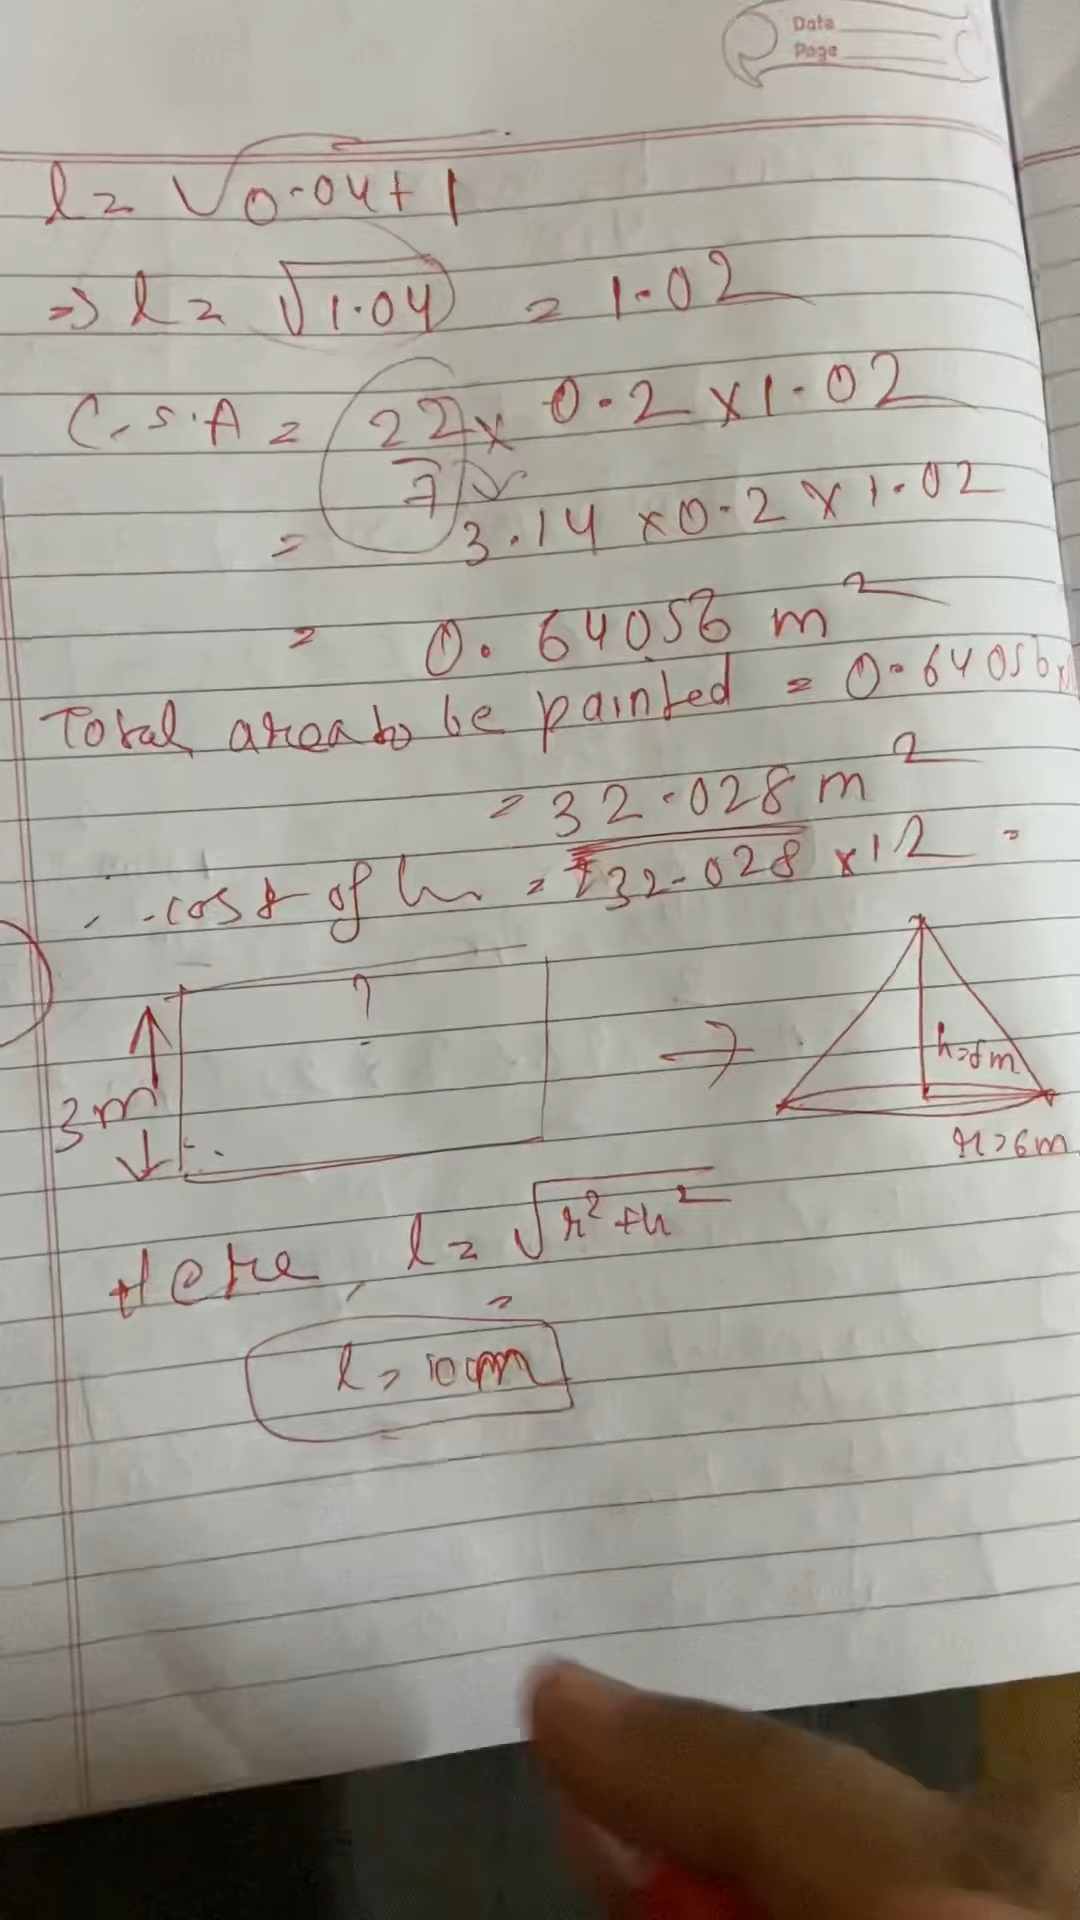 Date
Page
l = √0.04+1
⇒ l = √1.04 = 1.02
C.S.A = 22/7 x 0.2 x 1.02
= 3.14 x 0.2 x 1.02
= 0.64056 m²
Total area to be painted = 0.64056 x
= 32.028 m²
∴ cost of = ₹32.028 x 12 =
?
3m
→
h=8m
r=6m
Here, l = √r²+h²
=
l = 10m